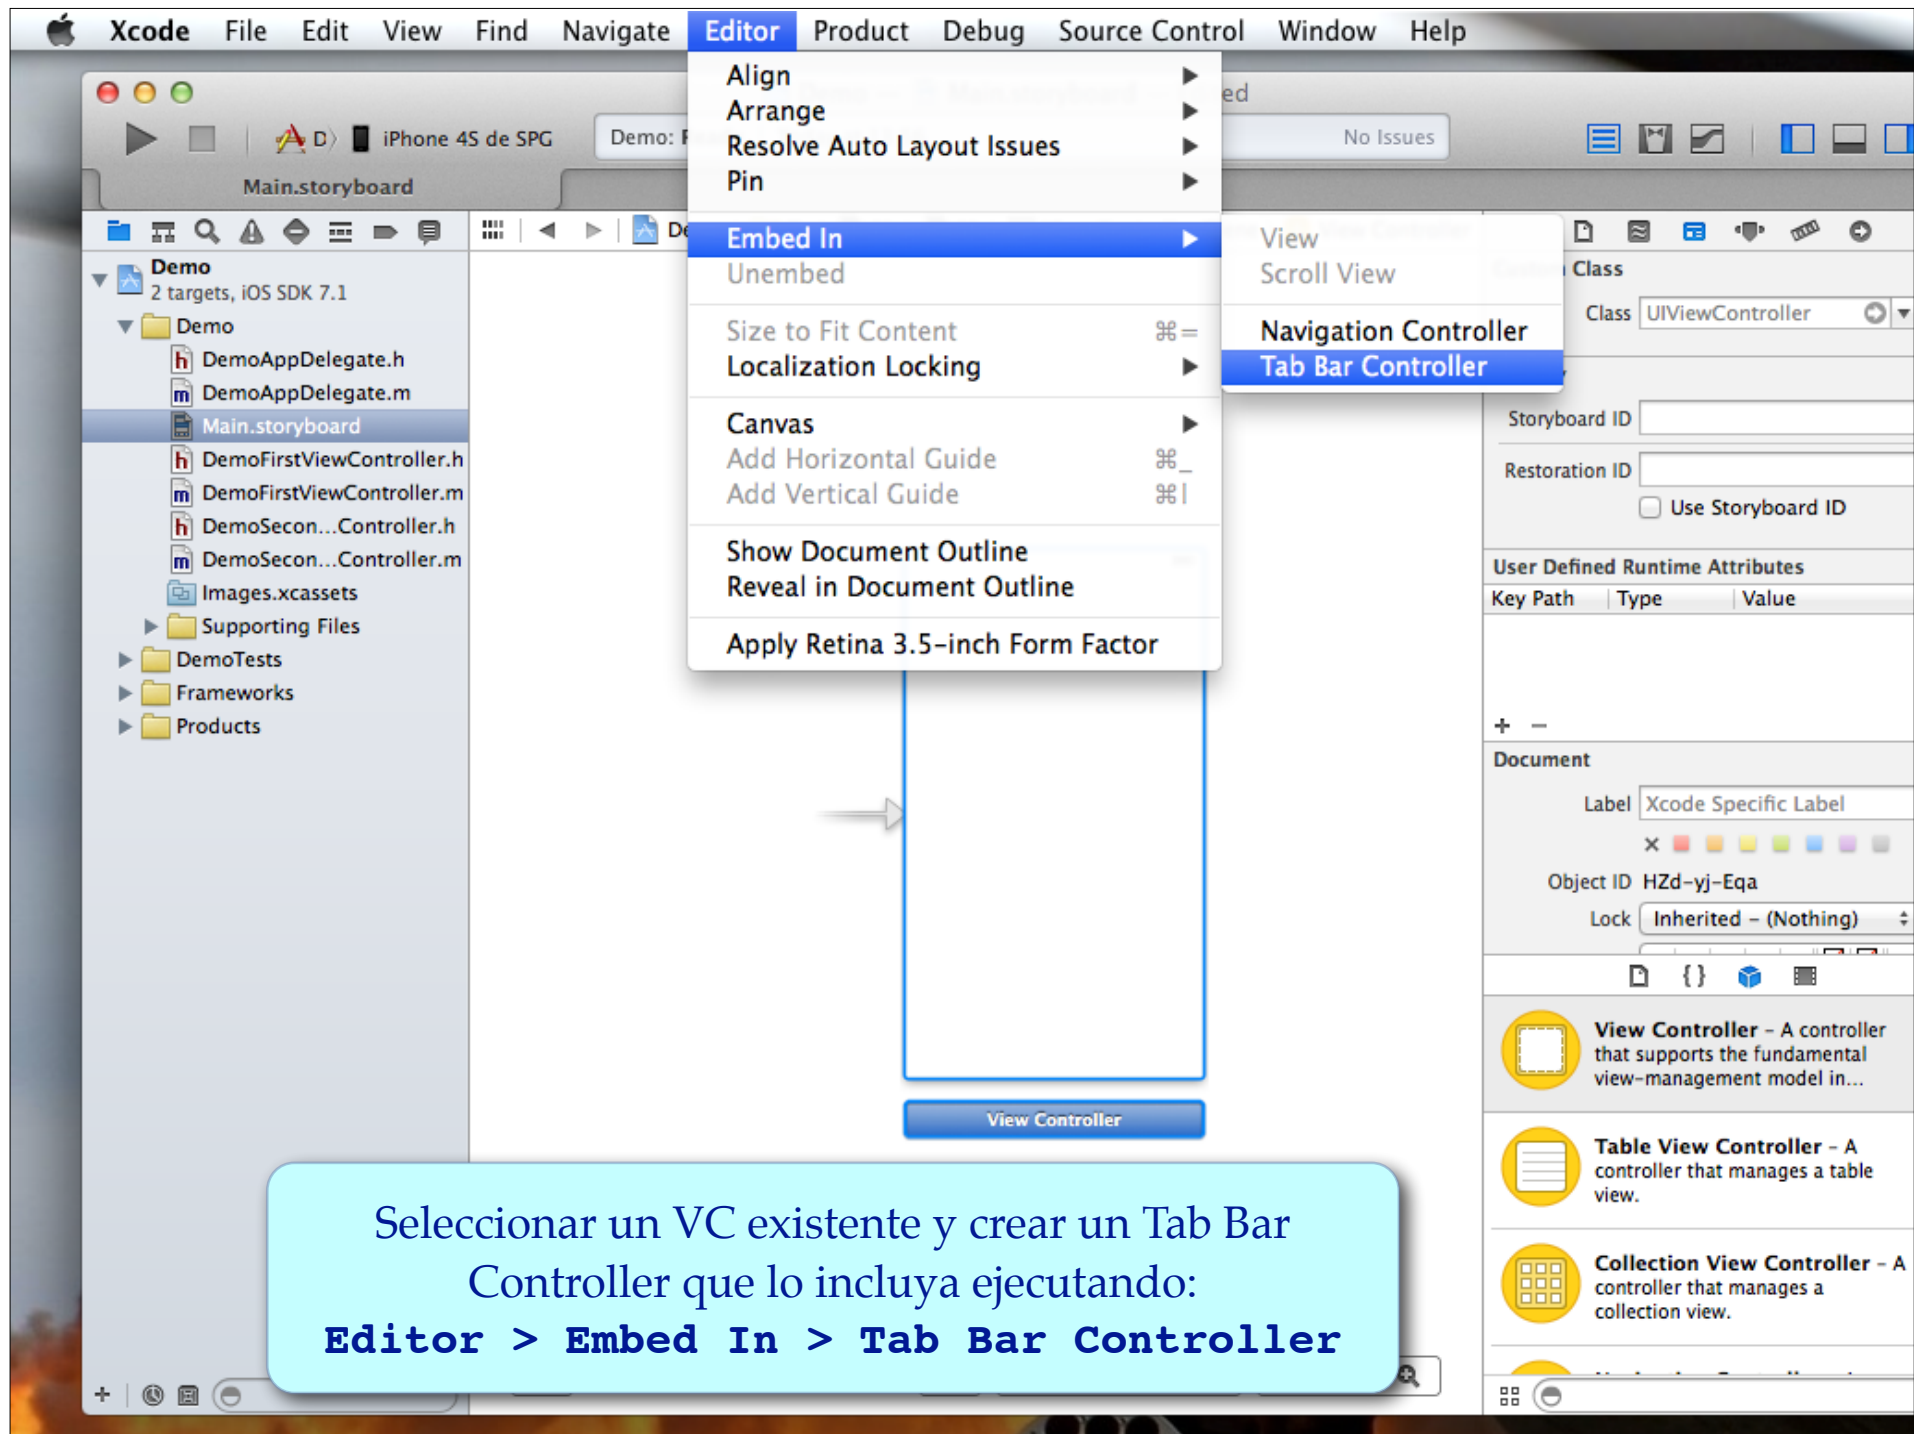 Xcode File Edit View Find Navigate Editor Product Debug Source Control Window Help
ed
D iPhone 4S de SPG
Demo:
No Issues
Main.storyboard
Demo
2 targets, iOS SDK 7.1
Demo
DemoAppDelegate.h
DemoAppDelegate.m
Main.storyboard
DemoFirstViewController.h
DemoFirstViewController.m
DemoSecon...Controller.h
DemoSecon...Controller.m
Images.xcassets
Supporting Files
DemoTests
Frameworks
Products
Align
Arrange
Resolve Auto Layout Issues
Pin
Embed In
Unembed
Size to Fit Content ⌘=
Localization Locking
Canvas
Add Horizontal Guide ⌘_
Add Vertical Guide ⌘|
Show Document Outline
Reveal in Document Outline
Apply Retina 3.5-inch Form Factor
View
Scroll View
Navigation Controller
Tab Bar Controller
Class
Class UIViewController
Storyboard ID
Restoration ID
Use Storyboard ID
User Defined Runtime Attributes
Key Path Type Value
Document
Label Xcode Specific Label
Object ID HZd-yj-Eqa
Lock Inherited - (Nothing)
View Controller - A controller
that supports the fundamental
view-management model in...
Table View Controller - A
controller that manages a table
view.
Collection View Controller - A
controller that manages a
collection view.
View Controller
Seleccionar un VC existente y crear un Tab Bar
Controller que lo incluya ejecutando:
Editor > Embed In > Tab Bar Controller